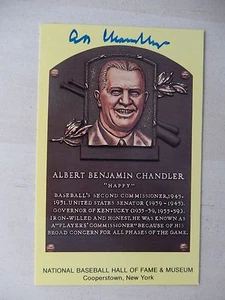 ALBERT BENJAMIN CHANDLER
"HAPPY"
BASEBALL'S SECOND COMMISSIONER, 1945-
1951. UNITED STATES SENATOR (1939-1945).
GOVERNOR OF KENTUCKY (1935-39, 1955-59).
IRON-WILLED AND HONEST, HE WAS KNOWN AS
A "PLAYERS' COMMISSIONER" BECAUSE OF HIS
BROAD CONCERN FOR ALL PHASES OF THE GAME.
NATIONAL BASEBALL HALL OF FAME & MUSEUM
Cooperstown, New York